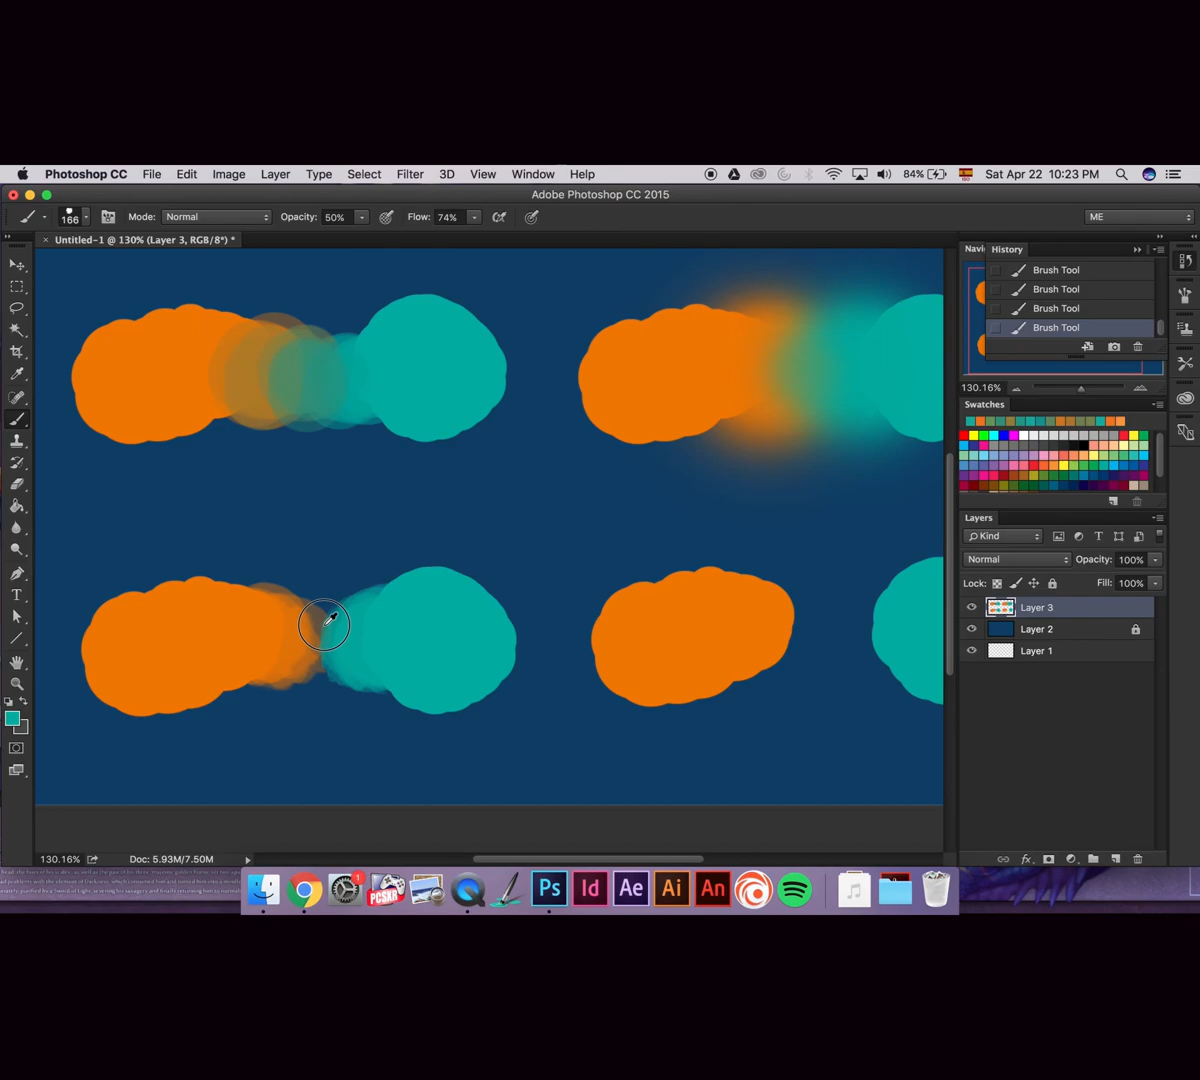 Photoshop CC File Edit Image Layer Type Select Filter 3D View Window Help 84% Sat Apr 22 10:23 PM
Adobe Photoshop CC 2015
166 Mode: Normal Opacity: 50% Flow: 74% ME
Untitled-1 @ 130% (Layer 3, RGB/8*) *
Navi History
Brush Tool
Brush Tool
Brush Tool
Brush Tool
130.16%
Swatches
Layers
Kind
Normal Opacity: 100%
Lock: Fill: 100%
Layer 3
Layer 2
Layer 1
130.16% Doc: 5.93M/7.50M
1 PCSXR Ps Id Ae Ai An